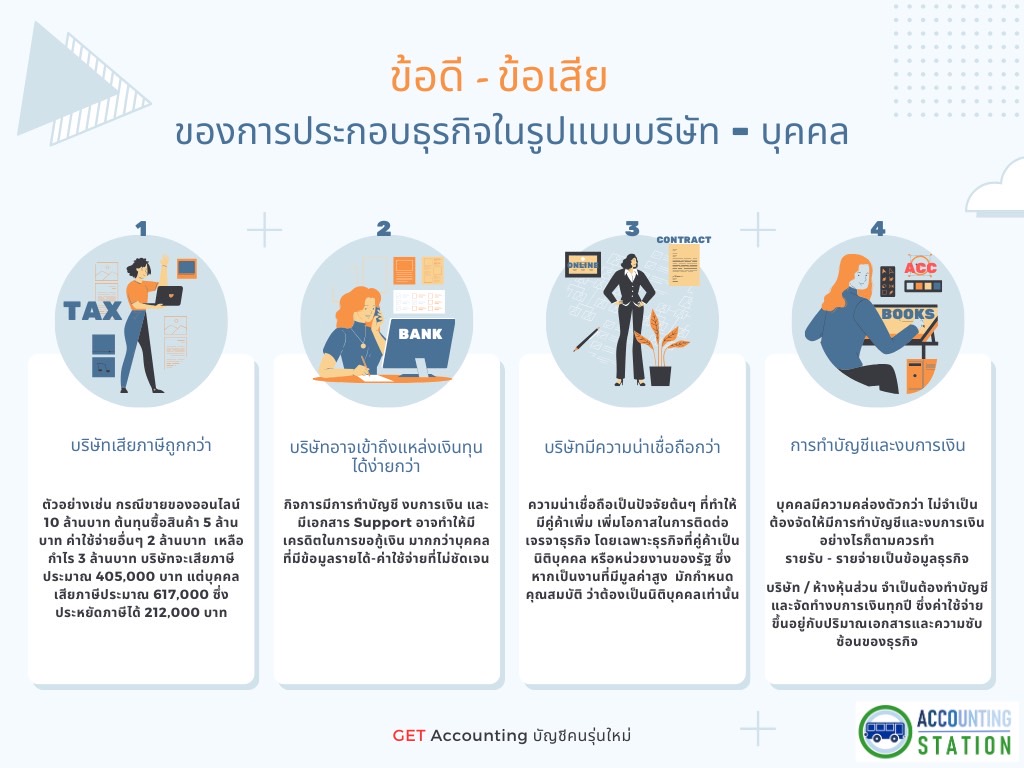 ข้อดี - ข้อเสีย
ของการประกอบธุรกิจในรูปแบบบริษัท - บุคคล
1
TAX
บริษัทเสียภาษีถูกกว่า
ตัวอย่างเช่น กรณีขายของออนไลน์
10 ล้านบาท ต้นทุนซื้อสินค้า 5 ล้าน
บาท ค่าใช้จ่ายอื่นๆ 2 ล้านบาท เหลือ
กำไร 3 ล้านบาท บริษัทจะเสียภาษี
ประมาณ 405,000 บาท แต่บุคคล
เสียภาษีประมาณ 617,000 ซึ่ง
ประหยัดภาษีได้ 212,000 บาท
2
BANK
บริษัทอาจเข้าถึงแหล่งเงินทุน
ได้ง่ายกว่า
กิจการมีการทำบัญชี งบการเงิน และ
มีเอกสาร Support อาจทำให้มี
เครดิตในการขอกู้เงิน มากกว่าบุคคล
ที่มีข้อมูลรายได้-ค่าใช้จ่ายที่ไม่ชัดเจน
3
CONTRACT
ONLINE
บริษัทมีความน่าเชื่อถือกว่า
ความน่าเชื่อถือเป็นปัจจัยต้นๆ ที่ทำให้
มีคู่ค้าเพิ่ม เพิ่มโอกาสในการติดต่อ
เจรจาธุรกิจ โดยเฉพาะธุรกิจที่คู่ค้าเป็น
นิติบุคคล หรือหน่วยงานของรัฐ ซึ่ง
หากเป็นงานที่มีมูลค่าสูง มักกำหนด
คุณสมบัติ ว่าต้องเป็นนิติบุคคลเท่านั้น
4
ACC
BOOKS
การทำบัญชีและงบการเงิน
บุคคลมีความคล่องตัวกว่า ไม่จำเป็น
ต้องจัดให้มีการทำบัญชีและงบการเงิน
อย่างไรก็ตามควรทำ
รายรับ - รายจ่ายเป็นข้อมูลธุรกิจ
บริษัท / ห้างหุ้นส่วน จำเป็นต้องทำบัญชี
และจัดทำงบการเงินทุกปี ซึ่งค่าใช้จ่าย
ขึ้นอยู่กับปริมาณเอกสารและความซับ
ซ้อนของธุรกิจ
GET Accounting บัญชีคนรุ่นใหม่
ACCOUNTING
STATION